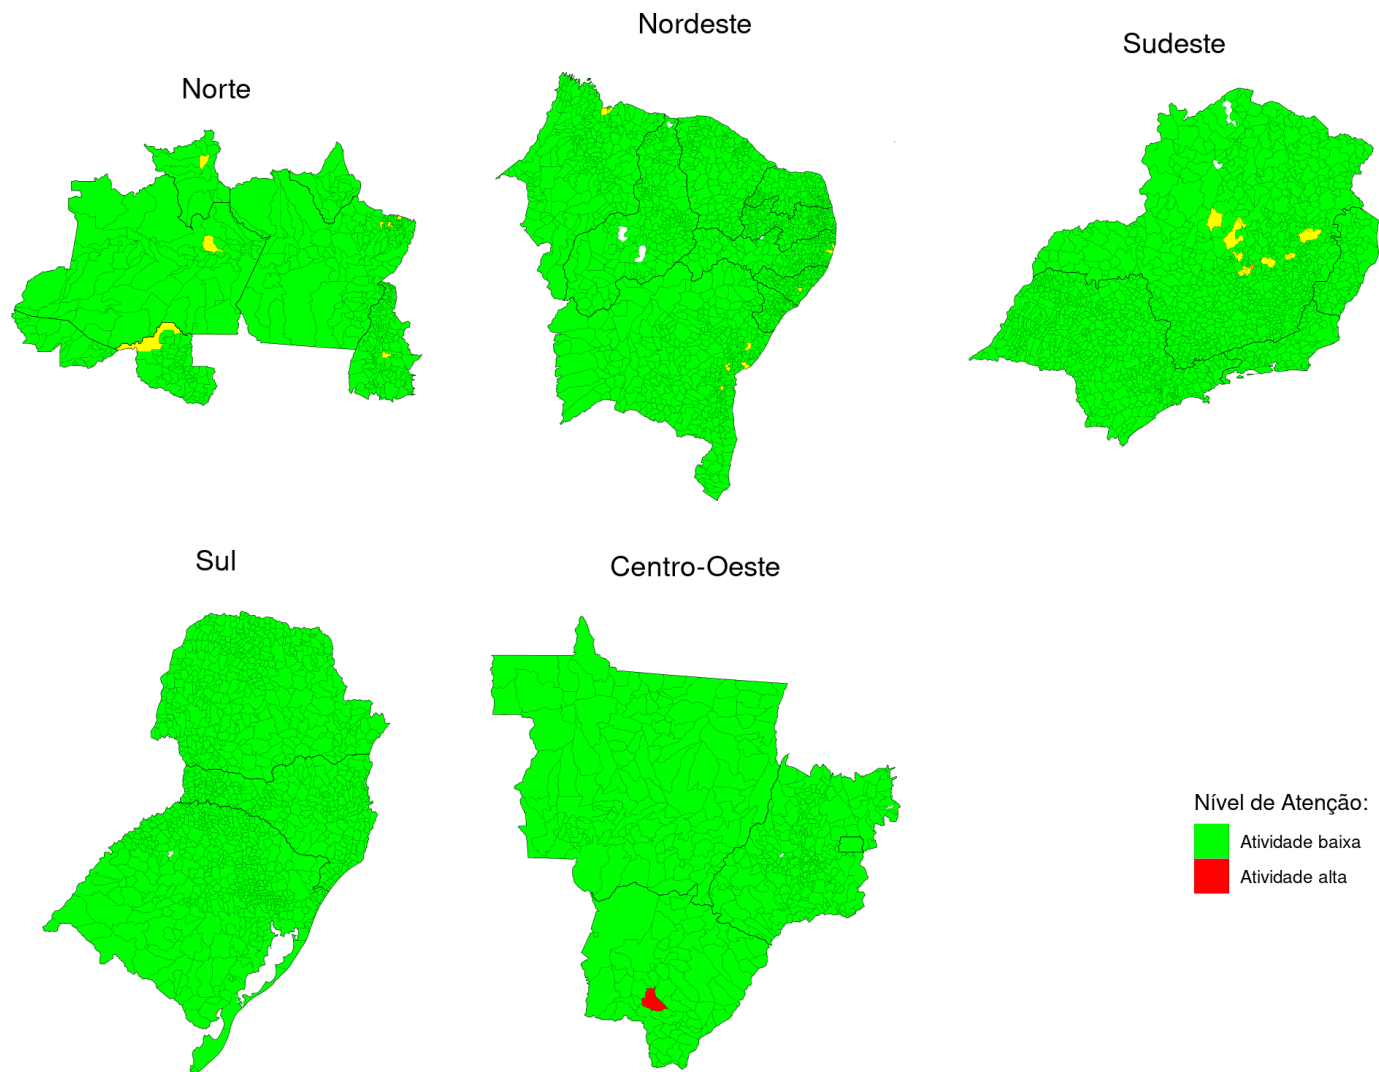 Nordeste
Sudeste
Norte
Sul
Centro-Oeste
Nível de Atenção:
Atividade baixa
Atividade alta